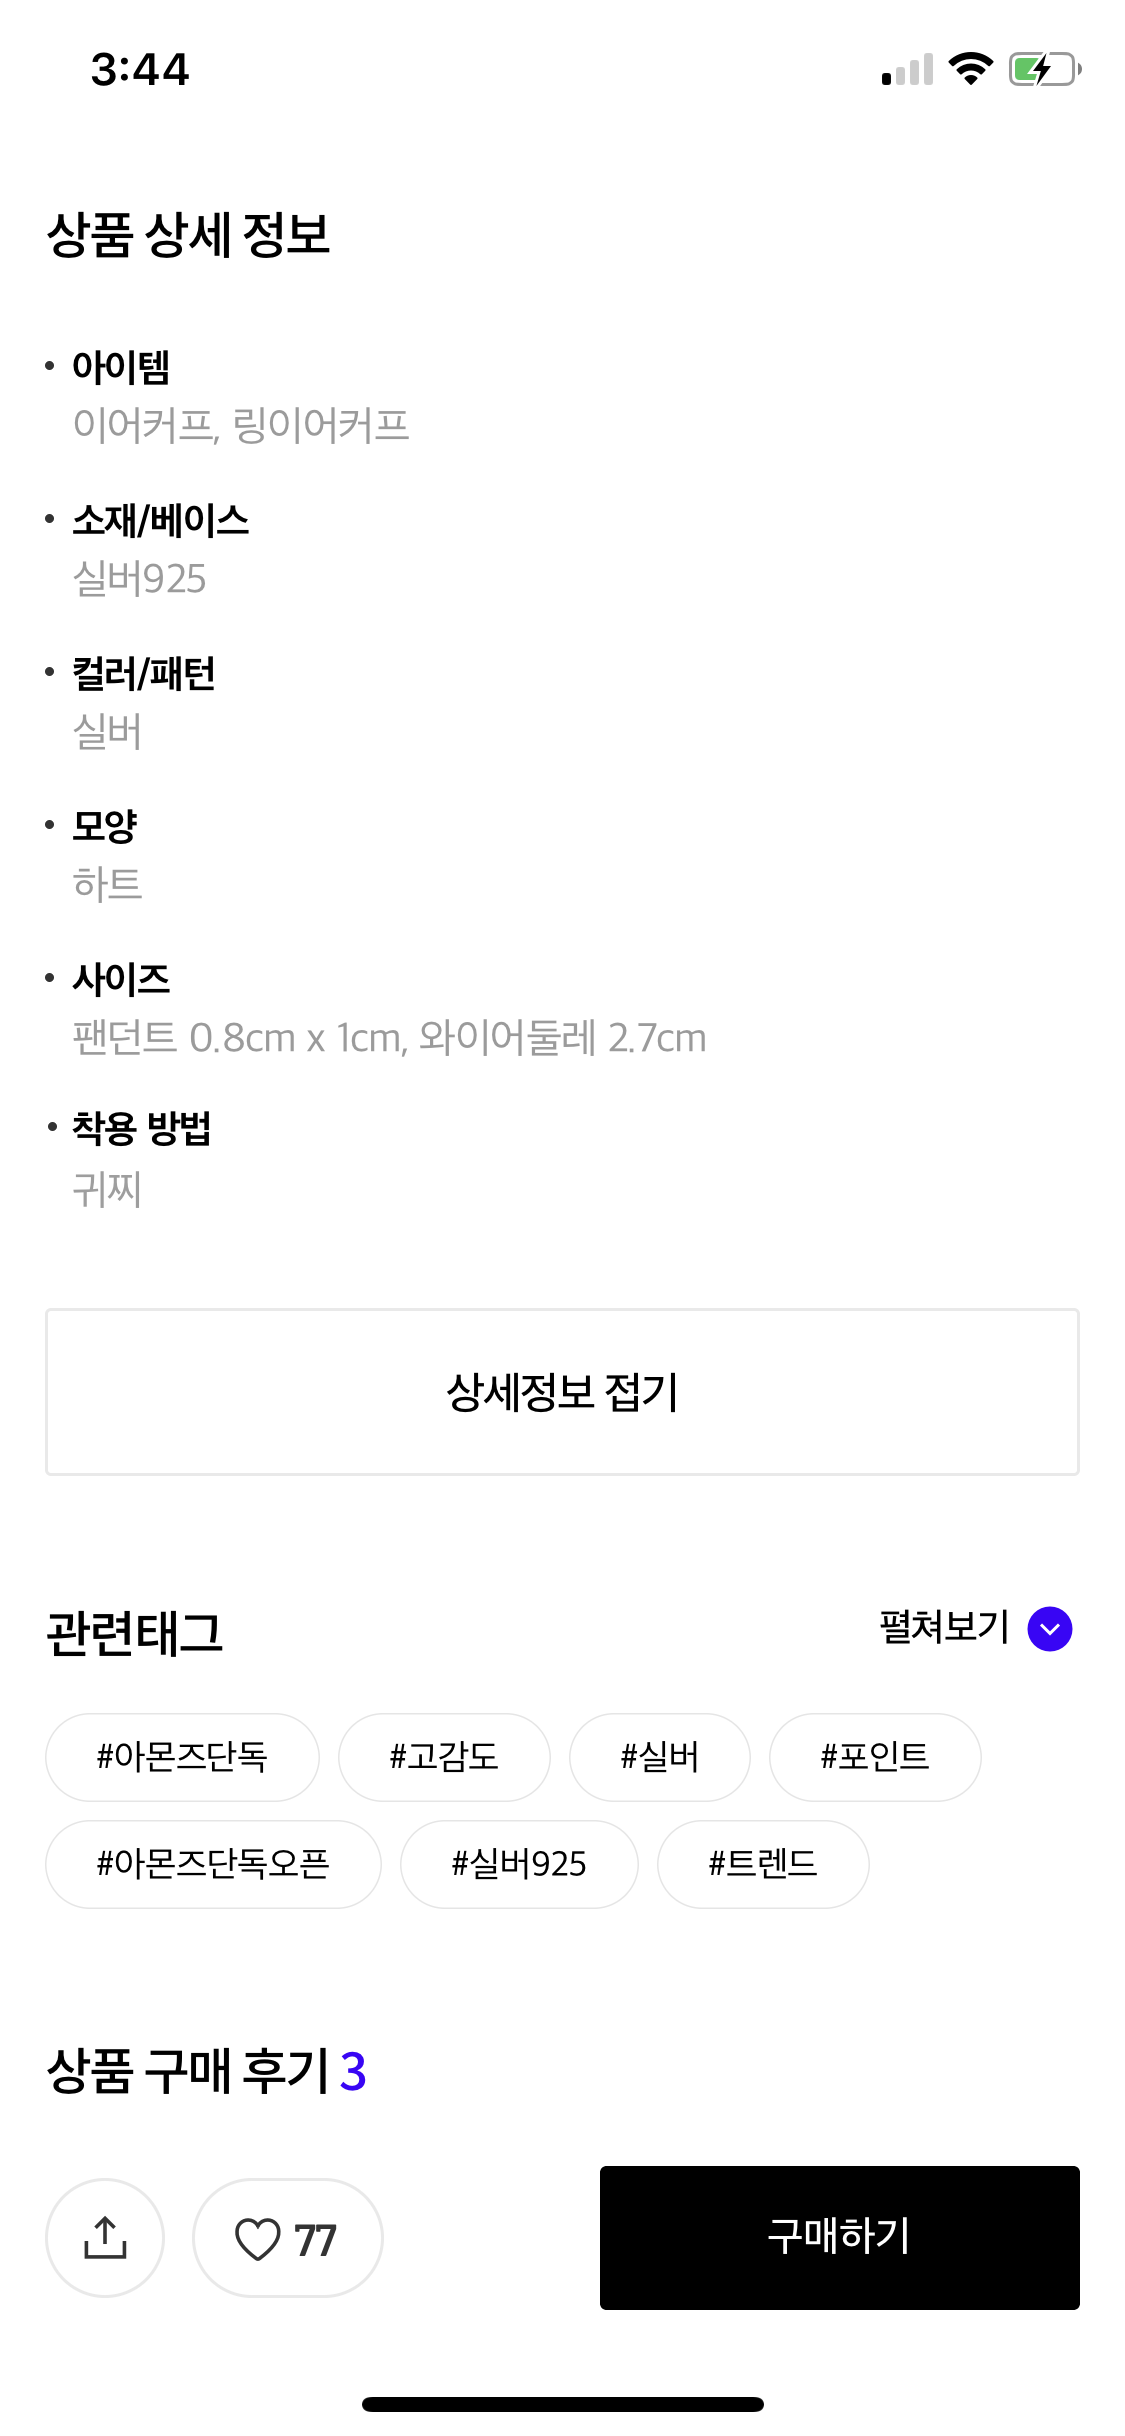 3:44
상품 상세 정보
• 아이템
이어커프, 링이어커프
• 소재/베이스
실버925
• 컬러/패턴
실버
• 모양
하트
• 사이즈
팬던트 0.8cm x 1cm, 와이어둘레 2.7cm
• 착용 방법
귀찌
상세정보 접기
관련태그 펼쳐보기
#아몬즈단독 #고감도 #실버 #포인트
#아몬즈단독오픈 #실버925 #트렌드
상품 구매 후기 3
77 구매하기